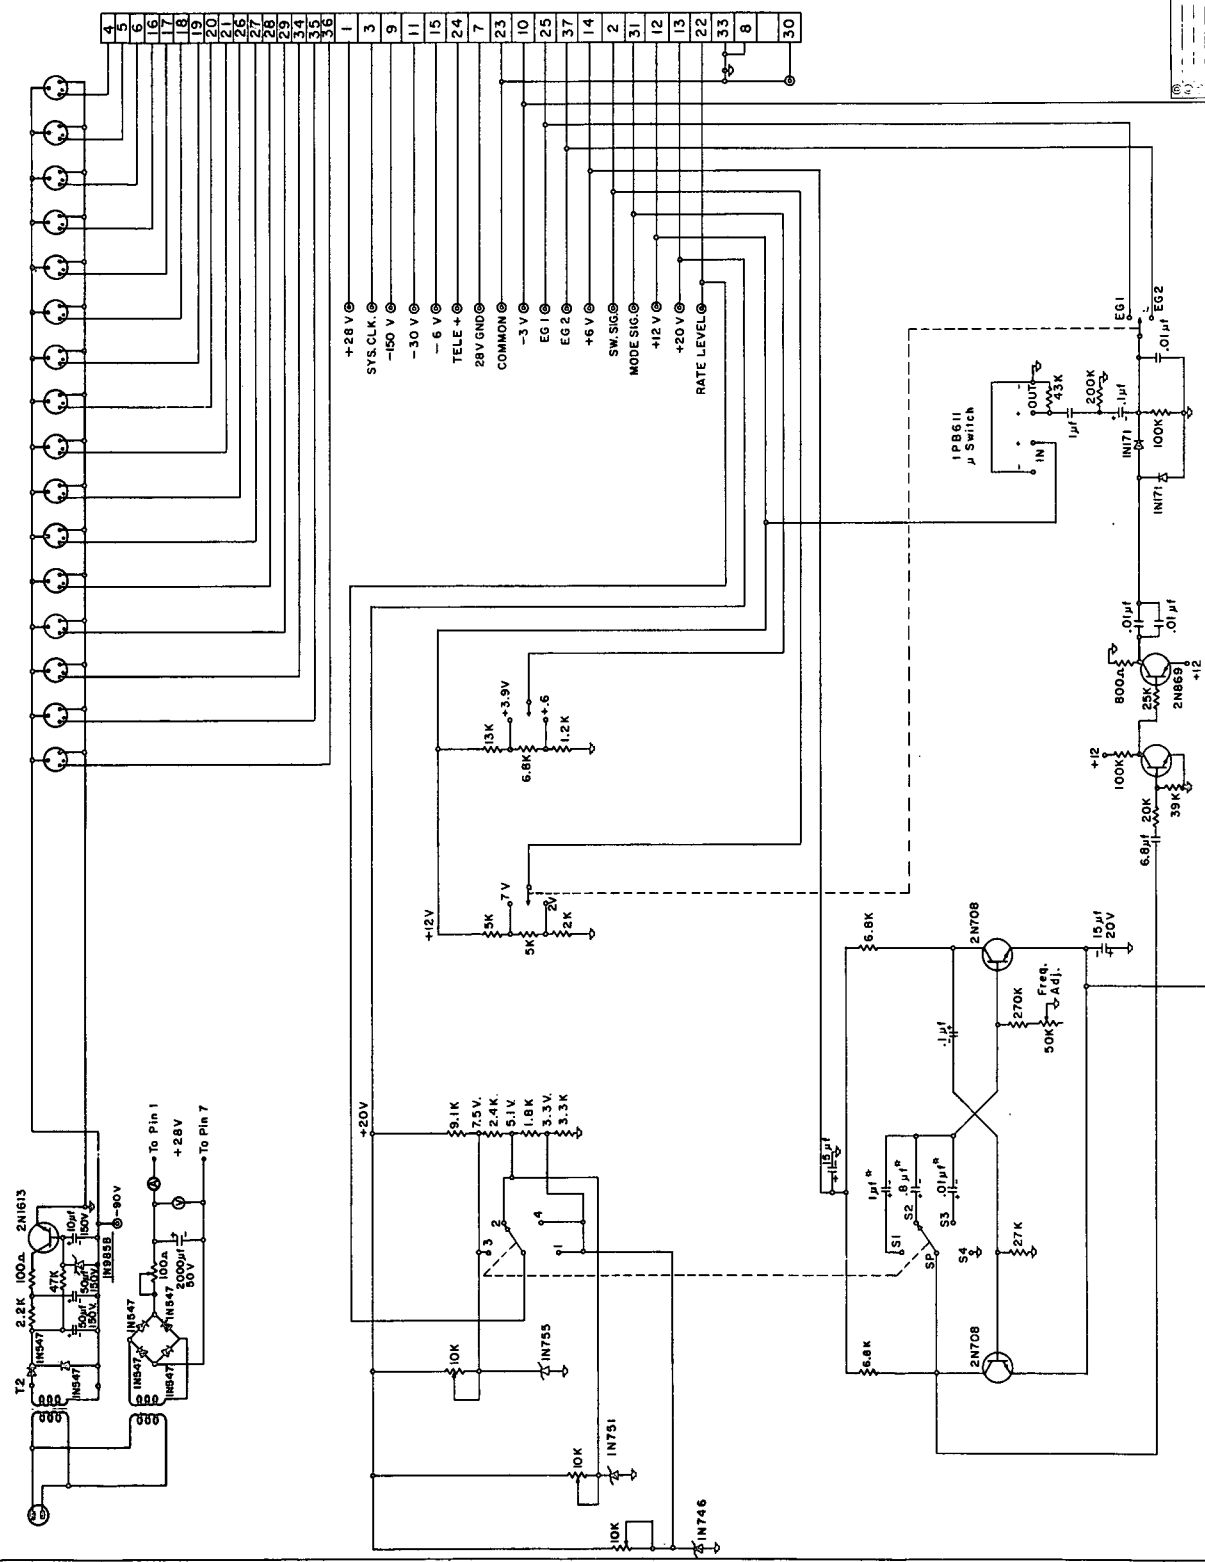 4
5
6
16
17
18
19
20
21
26
27
28
29
34
35
36
1
3
9
11
15
24
7
23
10
25
37
14
2
31
12
13
22
33
8
30
+28 V
SYS. CLK.
-150 V
-30 V
-6 V
TELE +
28V GND
COMMON
-3 V
EG 1
EG 2
+6 V
SW. SIG.
MODE SIG.
+12 V
+20 V
RATE LEVEL
EG1
EG2
.01µf
1PB611
µ Switch
OUT
IN
-
+
+
-
43K
1µf
200K
.1µf
1N171
100K
1N171
.01µf
.01µf
800Ω
25K
2N869
+12
+12
100K
39K
20K
6.8µf
13K
+3.9V
6.8K
+.6
1.2K
+12V
5K
7V
5K
2V
2K
T2
1N547
1N547
2.2K
100Ω
2N1613
47K
50µf
150V.
50µf
150V.
10µf
150V.
1N985B
-90V
1N547
1N547
1N547
1N547
100Ω
2000µf
50V
A
V
To Pin 1
+28V
To Pin 7
+20V
9.1K
7.5V.
2.4K
5.1V.
1.8K
3.3V.
3.3K
3
2
4
1
10K
1N755
10K
1N751
10K
1N746
15µf
6.8K
6.8K
2N708
2N708
.1µf
270K
50K
Freq.
Adj.
15µf
20V
1µf*
.8µf*
.01µf*
S1
S2
S3
S4
SP
27K